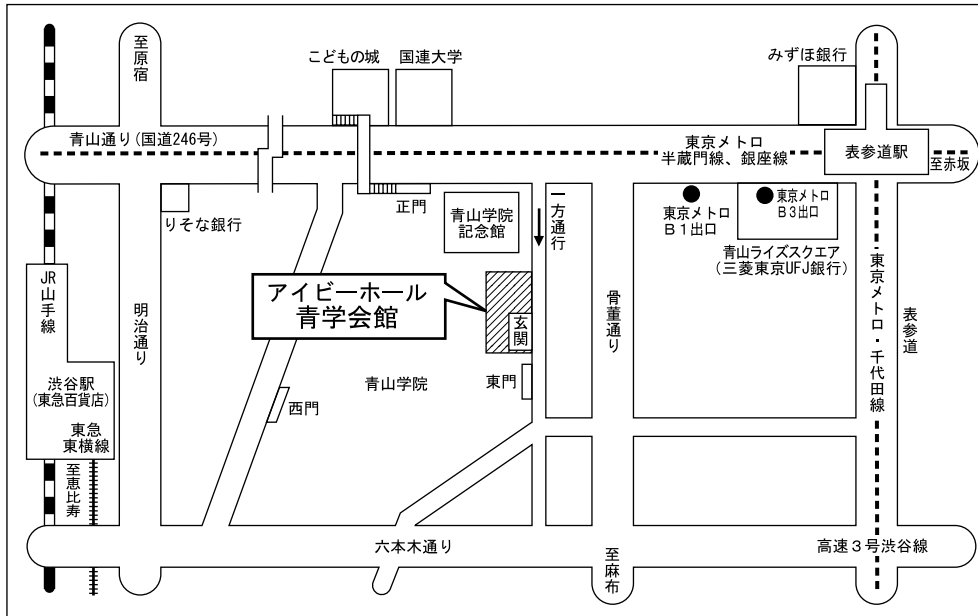 至原宿
こどもの城
国連大学
みずほ銀行
青山通り(国道246号)
東京メトロ
半蔵門線、銀座線
表参道駅
至赤坂
りそな銀行
正門
青山学院
記念館
一方通行
東京メトロ
B1出口
東京メトロ
B3出口
青山ライズスクエア
(三菱東京UFJ銀行)
アイビーホール
青学会館
玄関
JR山手線
明治通り
骨董通り
東京メトロ・千代田線
表参道
渋谷駅
(東急百貨店)
東急
東横線
青山学院
東門
西門
至恵比寿
六本木通り
至麻布
高速3号渋谷線